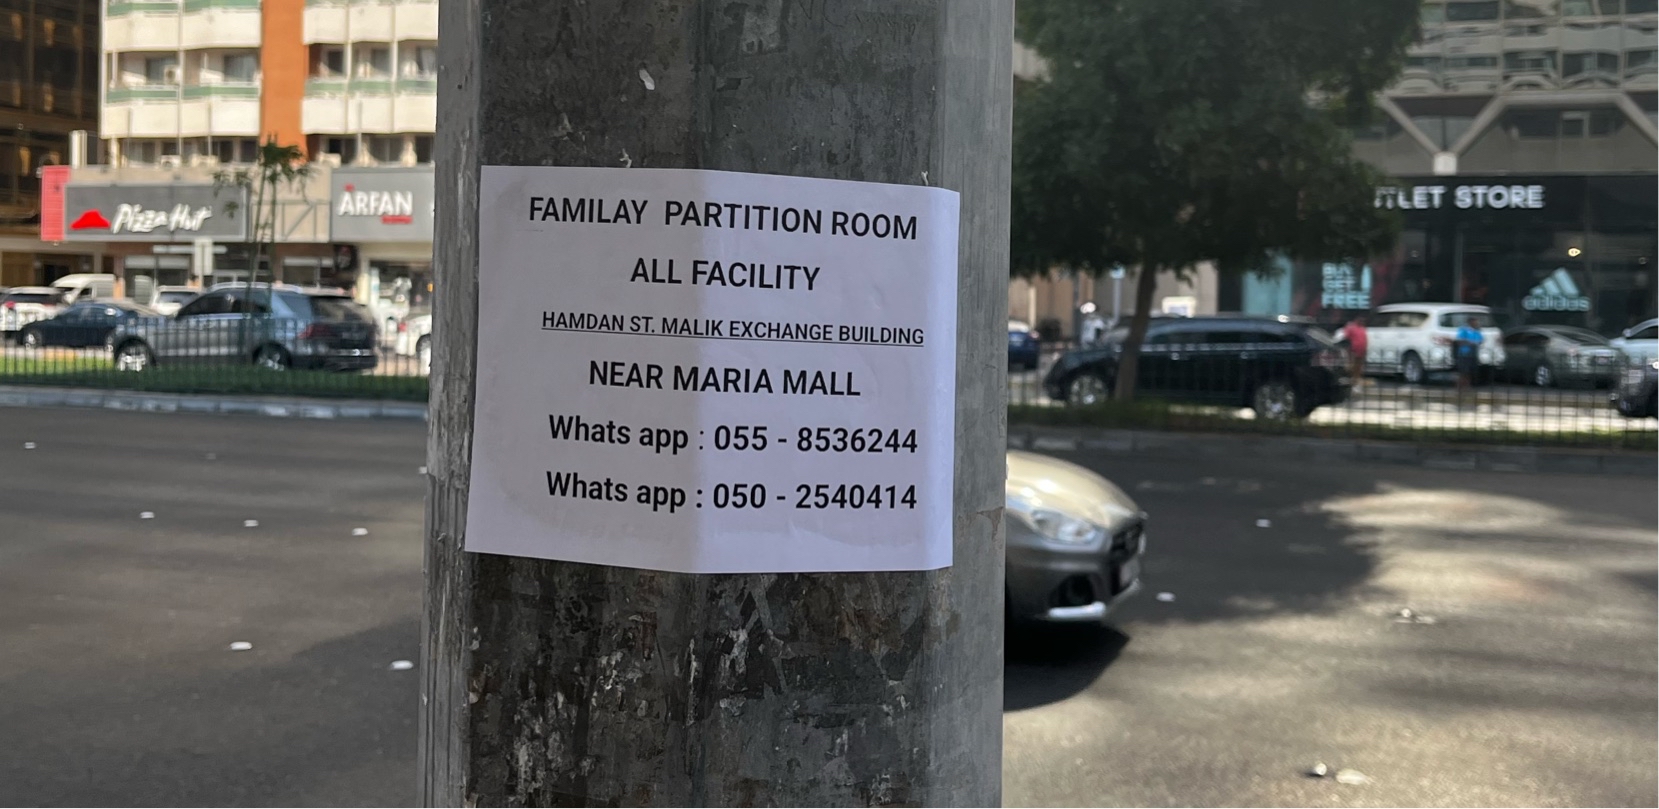 FAMILAY PARTITION ROOM
ALL FACILITY
HAMDAN ST. MALIK EXCHANGE BUILDING
NEAR MARIA MALL
Whats app : 055 - 8536244
Whats app : 050 - 2540414
Pizza Hut
ARFAN
TLET STORE
BUY
GET 1
FREE
adidas